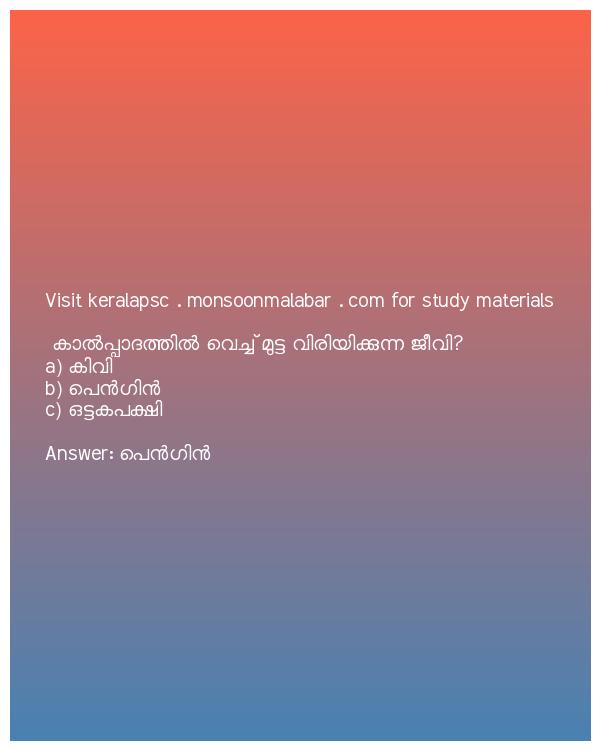 Visit keralapsc . monsoonmalabar . com for study materials
കാൽപ്പാദത്തിൽ വെച്ച് മുട്ട വിരിയിക്കുന്ന ജീവി?
a) കിവി
b) പെൻഗിൻ
c) ഒട്ടകപക്ഷി
Answer: പെൻഗിൻ